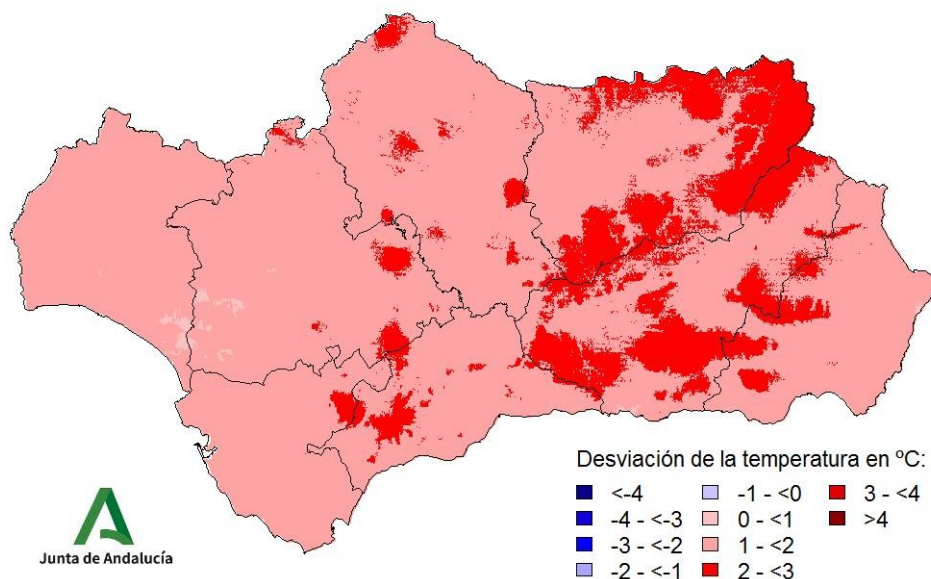 Desviación de la temperatura en ºC:
<-4 -1 - <0 3 - <4
-4 - <-3 0 - <1 >4
-3 - <-2 1 - <2
-2 - <-1 2 - <3
Junta de Andalucía